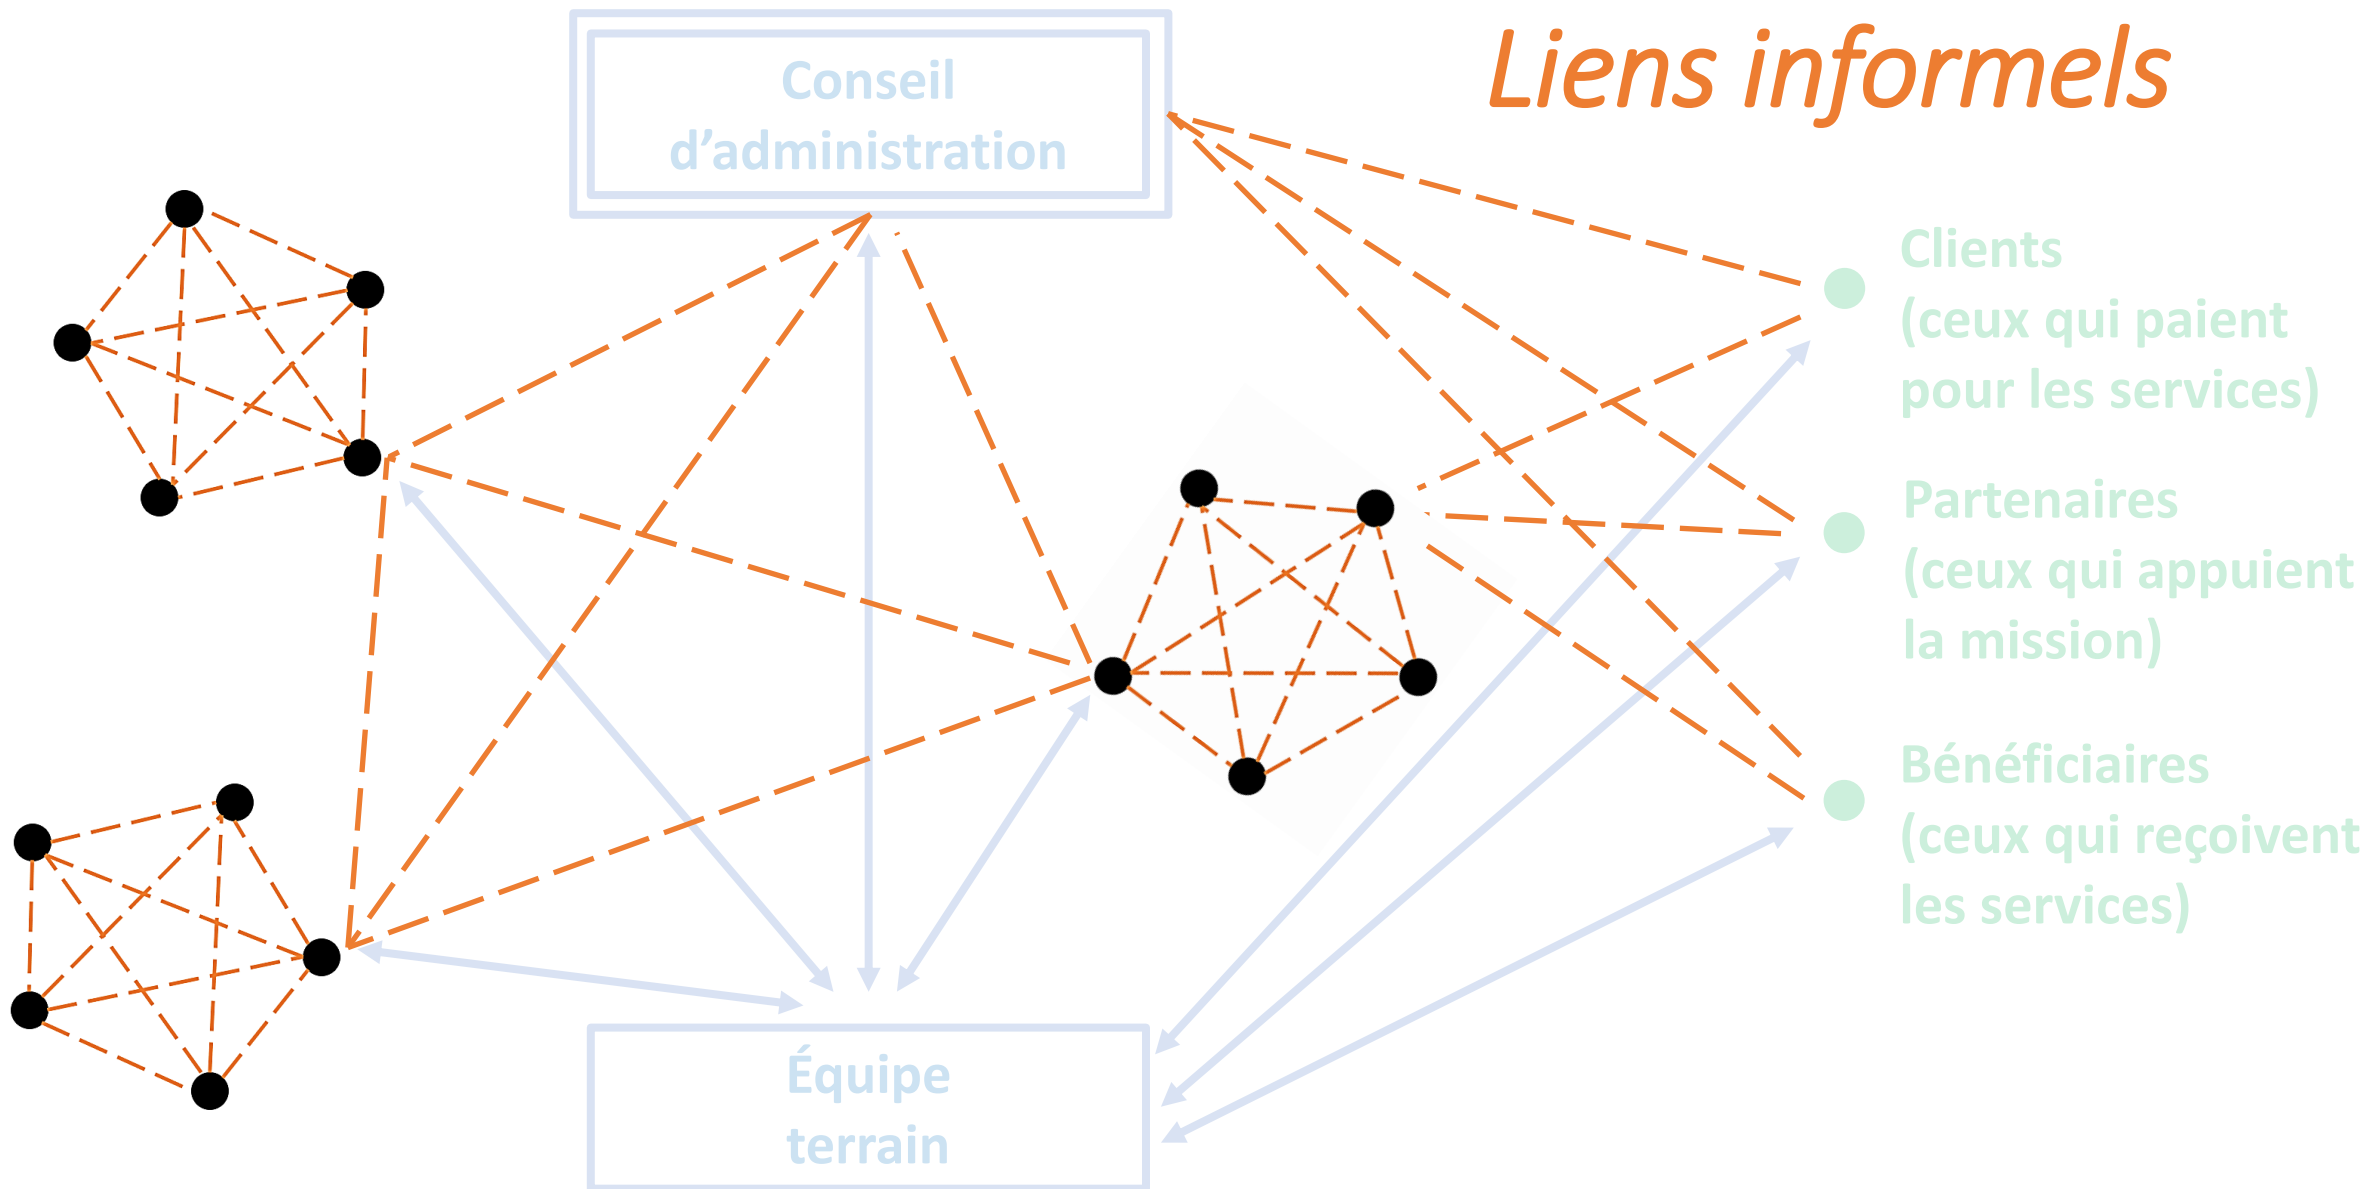 Liens informels
Conseil
d’administration
Clients
(ceux qui paient
pour les services)
Partenaires
(ceux qui appuient
la mission)
Bénéficiaires
(ceux qui reçoivent
les services)
Équipe
terrain